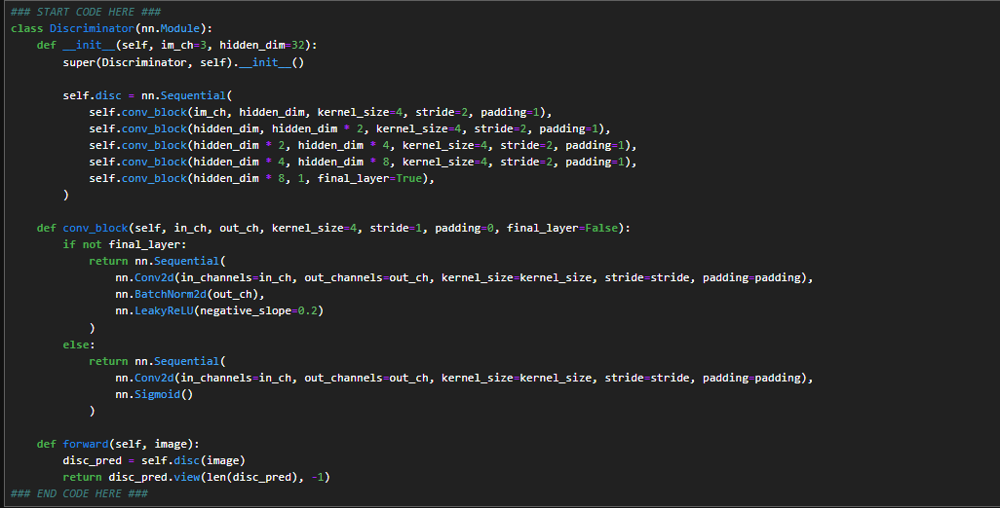 ### START CODE HERE ###
class Discriminator(nn.Module):
    def __init__(self, im_ch=3, hidden_dim=32):
        super(Discriminator, self).__init__()

        self.disc = nn.Sequential(
            self.conv_block(im_ch, hidden_dim, kernel_size=4, stride=2, padding=1),
            self.conv_block(hidden_dim, hidden_dim * 2, kernel_size=4, stride=2, padding=1),
            self.conv_block(hidden_dim * 2, hidden_dim * 4, kernel_size=4, stride=2, padding=1),
            self.conv_block(hidden_dim * 4, hidden_dim * 8, kernel_size=4, stride=2, padding=1),
            self.conv_block(hidden_dim * 8, 1, final_layer=True),
        )

    def conv_block(self, in_ch, out_ch, kernel_size=4, stride=1, padding=0, final_layer=False):
        if not final_layer:
            return nn.Sequential(
                nn.Conv2d(in_channels=in_ch, out_channels=out_ch, kernel_size=kernel_size, stride=stride, padding=padding),
                nn.BatchNorm2d(out_ch),
                nn.LeakyReLU(negative_slope=0.2)
            )
        else:
            return nn.Sequential(
                nn.Conv2d(in_channels=in_ch, out_channels=out_ch, kernel_size=kernel_size, stride=stride, padding=padding),
                nn.Sigmoid()
            )

    def forward(self, image):
        disc_pred = self.disc(image)
        return disc_pred.view(len(disc_pred), -1)
### END CODE HERE ###